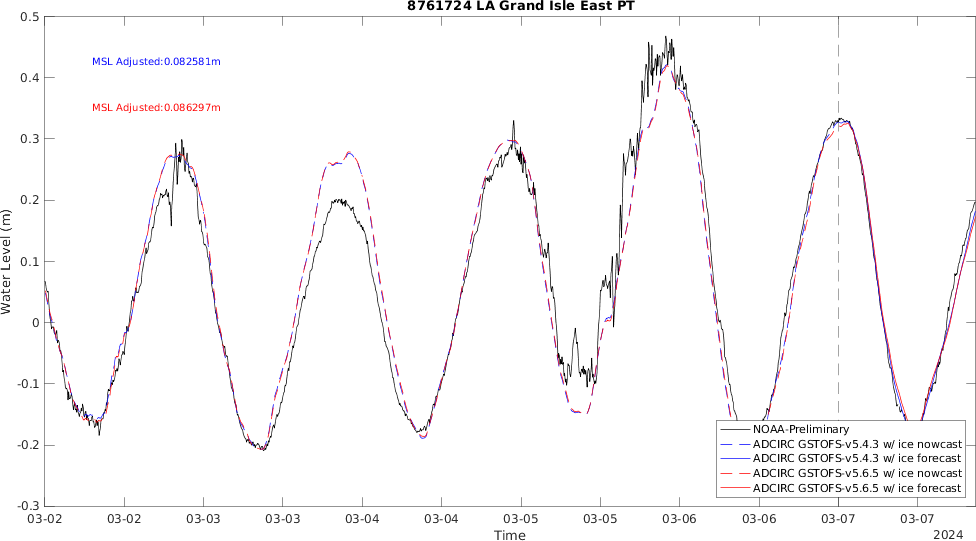 8761724 LA Grand Isle East PT
MSL Adjusted:0.082581m
MSL Adjusted:0.086297m
Water Level (m)
0.5
0.4
0.3
0.2
0.1
0
-0.1
-0.2
-0.3
NOAA-Preliminary
ADCIRC GSTOFS-v5.4.3 w/ ice nowcast
ADCIRC GSTOFS-v5.4.3 w/ ice forecast
ADCIRC GSTOFS-v5.6.5 w/ ice nowcast
ADCIRC GSTOFS-v5.6.5 w/ ice forecast
03-02 03-02 03-03 03-03 03-04 03-04 03-05 03-05 03-06 03-06 03-07 03-07
Time
2024